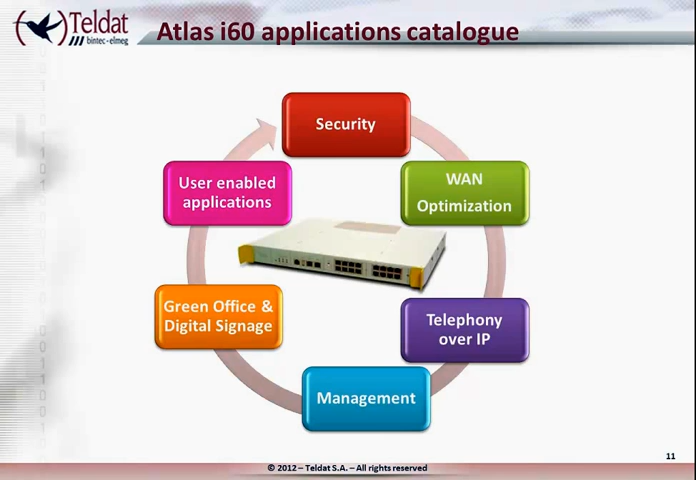 Teldat
bintec-elmeg
Atlas i60 applications catalogue
Security
WAN
Optimization
Telephony
over IP
Management
Green Office &
Digital Signage
User enabled
applications
11
© 2012 – Teldat S.A. – All rights reserved